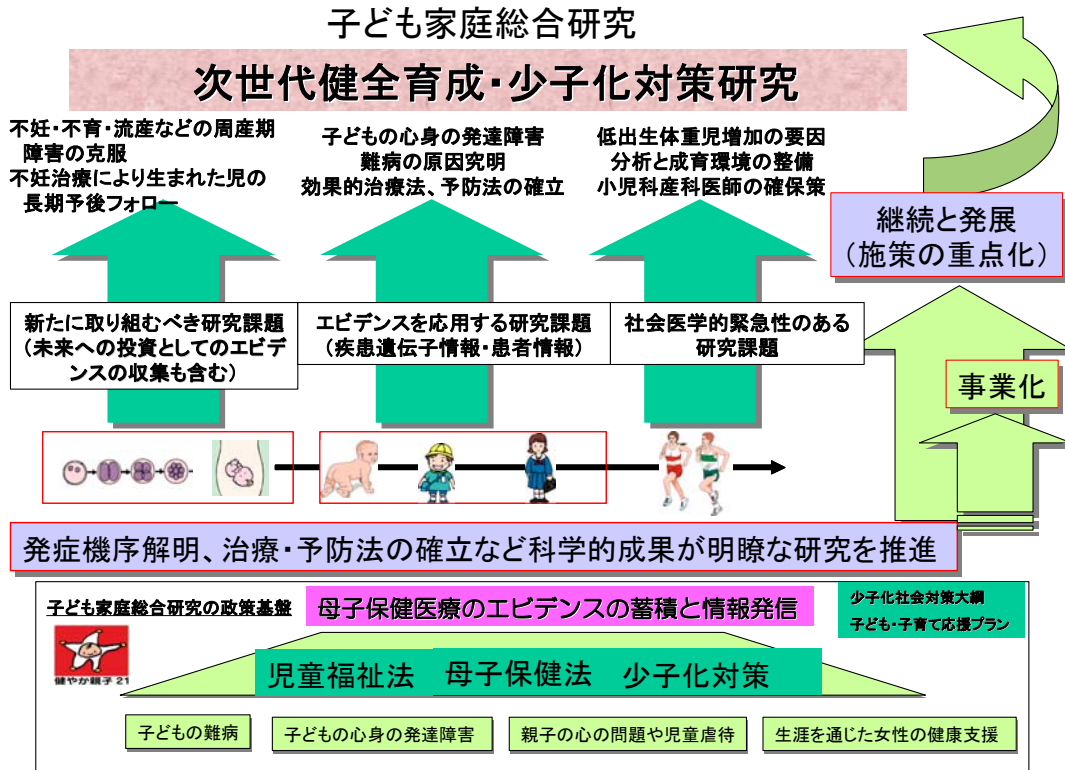 子ども家庭総合研究
次世代健全育成・少子化対策研究
不妊・不育・流産などの周産期
障害の克服
不妊治療により生まれた児の
長期予後フォロー
子どもの心身の発達障害
難病の原因究明
効果的治療法、予防法の確立
低出生体重児増加の要因
分析と成育環境の整備
小児科産科医師の確保策
継続と発展
（施策の重点化）
新たに取り組むべき研究課題
（未来への投資としてのエビデ
ンスの収集も含む）
エビデンスを応用する研究課題
（疾患遺伝子情報・患者情報）
社会医学的緊急性のある
研究課題
事業化
発症機序解明、治療・予防法の確立など科学的成果が明瞭な研究を推進
子ども家庭総合研究の政策基盤
母子保健医療のエビデンスの蓄積と情報発信
少子化社会対策大綱
子ども・子育て応援プラン
健やか親子21
児童福祉法
母子保健法
少子化対策
子どもの難病
子どもの心身の発達障害
親子の心の問題や児童虐待
生涯を通じた女性の健康支援